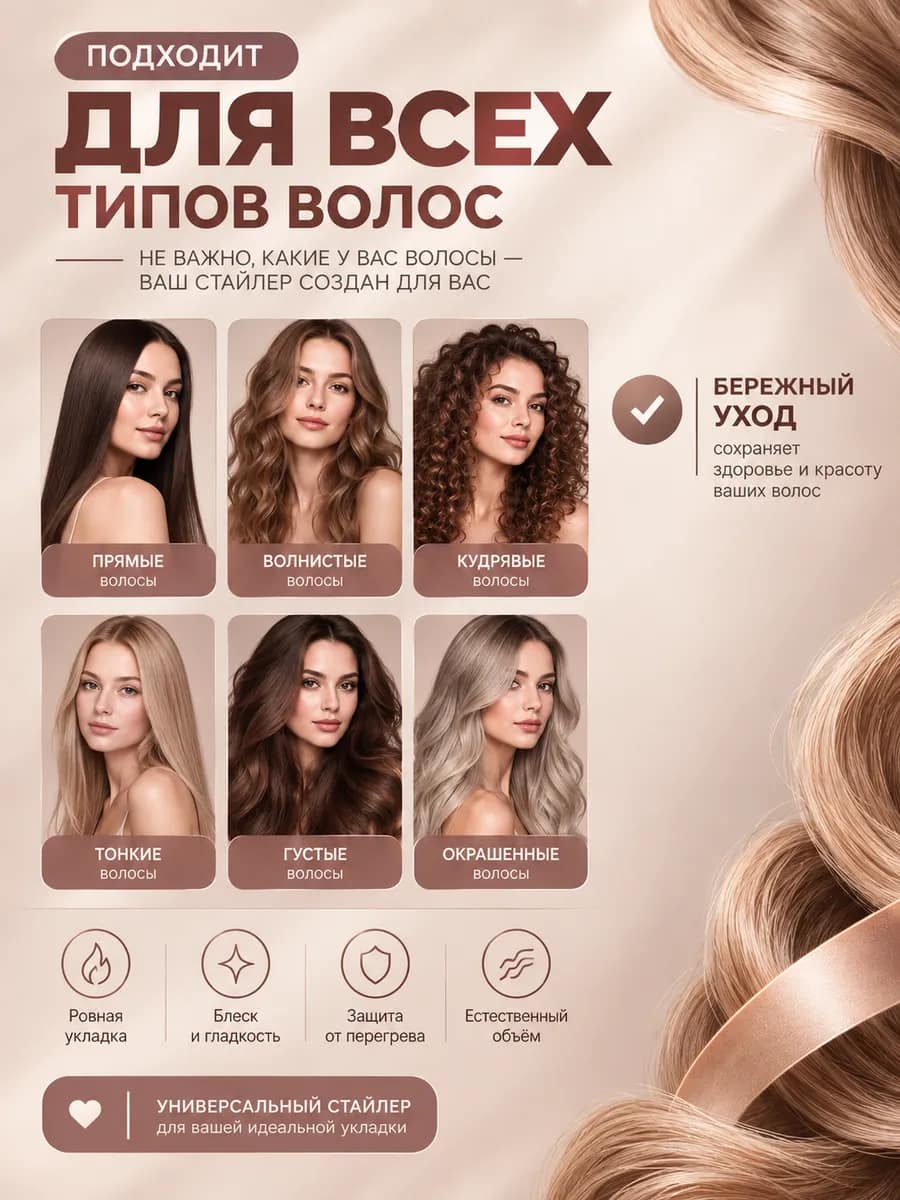 ПОДХОДИТ
ДЛЯ ВСЕХ
ТИПОВ ВОЛОС
НЕ ВАЖНО, КАКИЕ У ВАС ВОЛОСЫ —
ВАШ СТАЙЛЕР СОЗДАН ДЛЯ ВАС
БЕРЕЖНЫЙ
УХОД
сохраняет
здоровье и красоту
ваших волос
ПРЯМЫЕ
ВОЛОСЫ
ВОЛНИСТЫЕ
ВОЛОСЫ
КУДРЯВЫЕ
ВОЛОСЫ
ТОНКИЕ
ВОЛОСЫ
ГУСТЫЕ
ВОЛОСЫ
ОКРАШЕННЫЕ
ВОЛОСЫ
Ровная
укладка
Блеск
и гладкость
Защита
от перегрева
Естественный
объём
УНИВЕРСАЛЬНЫЙ СТАЙЛЕР
для вашей идеальной укладки